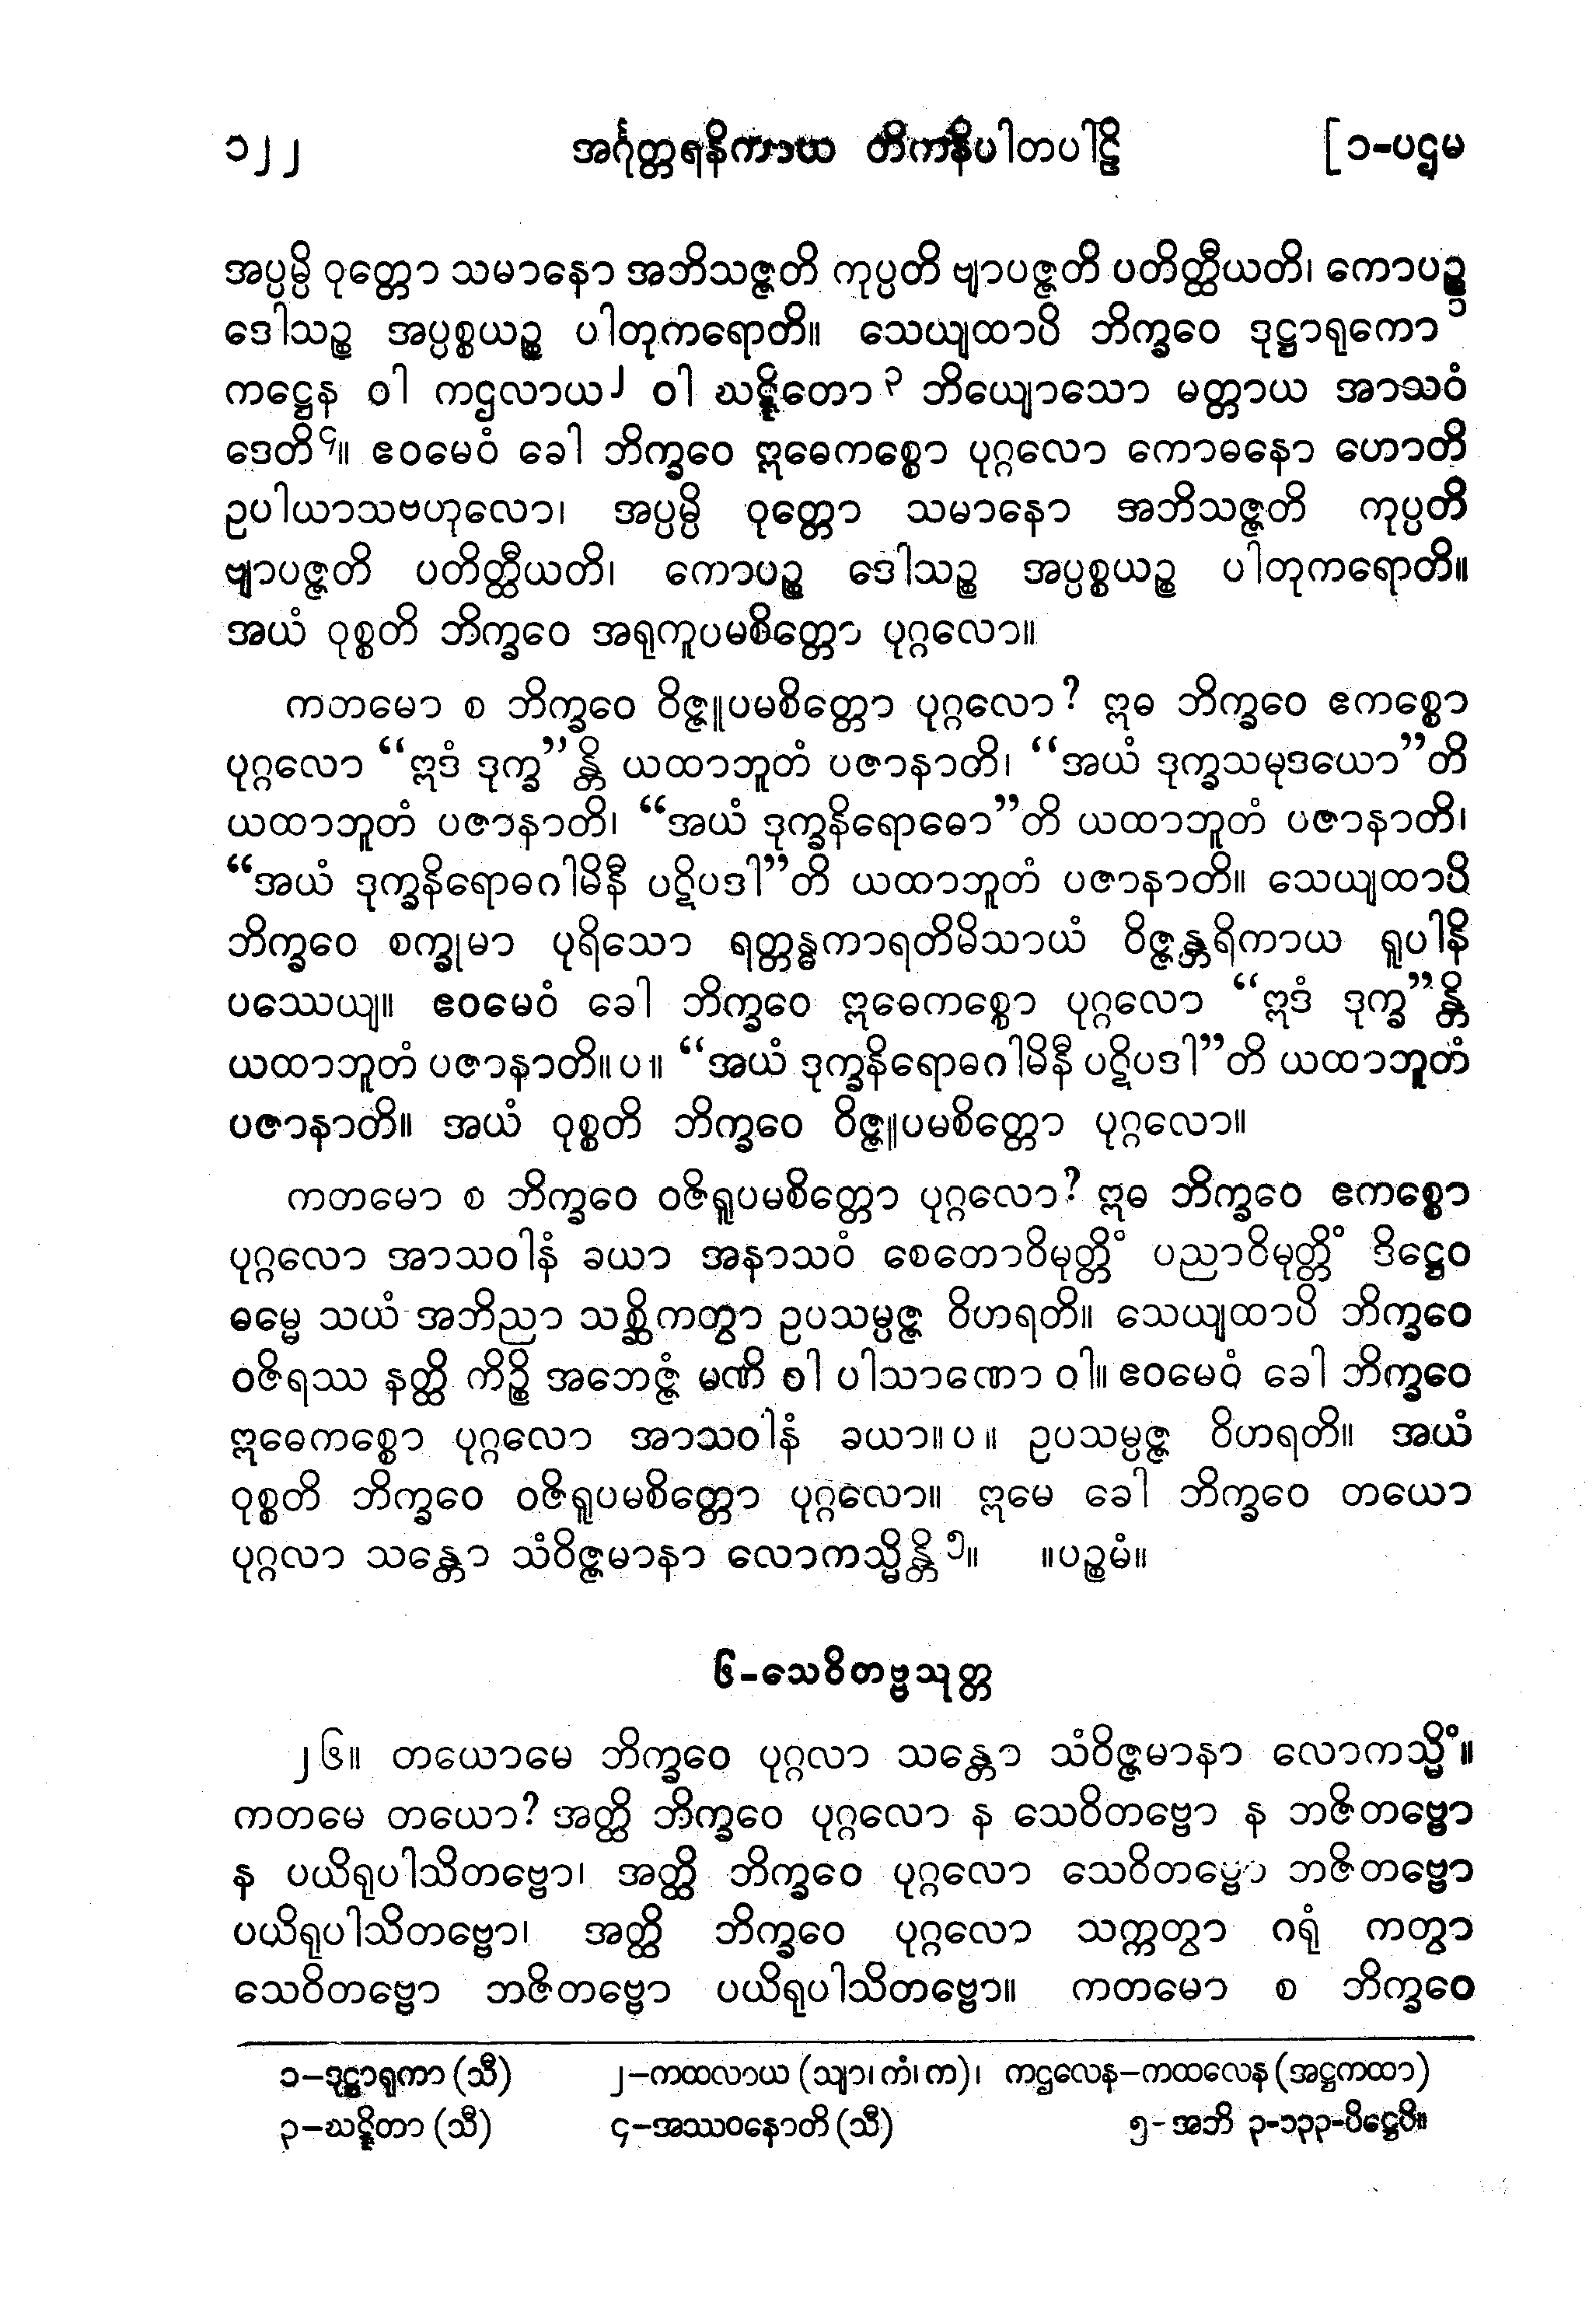 ၁၂၂ အင်္ဂုတ္တရနိကာယ တိကနိပါတပါဠိ [၁-ပဌမ
အပ္ပမ္ပိ ဝုတ္တော သမာနော အဘိသဇ္ဇတိ ကုပ္ပတိ ဗျာပဇ္ဇတိ ပတိတ္ထီယတိ၊ ကောပဉ္စ
ဒေါသဉ္စ အပ္ပစ္စယဉ္စ ပါတုကရောတိ။ သေယျထာပိ ဘိက္ခဝေ ဒုဋ္ဌာရုကော ၁
ကဋ္ဌေန ဝါ ကဌလာယ၂ ဝါ ဃဋ္ဋိတော ၃ ဘိယျောသော မတ္တာယ အာသဝံ
ဒေတိ ၄။ ဧဝမေဝံ ခေါ ဘိက္ခဝေ ဣဓေကစ္စော ပုဂ္ဂလော ကောဓနော ဟောတိ
ဥပါယာသဗဟုလော၊ အပ္ပမ္ပိ ဝုတ္တော သမာနော အဘိသဇ္ဇတိ ကုပ္ပတိ
ဗျာပဇ္ဇတိ ပတိတ္ထီယတိ၊ ကောပဉ္စ ဒေါသဉ္စ အပ္ပစ္စယဉ္စ ပါတုကရောတိ။
အယံ ဝုစ္စတိ ဘိက္ခဝေ အရုကူပမစိတ္တော ပုဂ္ဂလော။
ကတမော စ ဘိက္ခဝေ ဝိဇ္ဇူပမစိတ္တော ပုဂ္ဂလော? ဣဓ ဘိက္ခဝေ ဧကစ္စော
ပုဂ္ဂလော “ဣဒံ ဒုက္ခ”န္တိ ယထာဘူတံ ပဇာနာတိ၊ “အယံ ဒုက္ခသမုဒယော”တိ
ယထာဘူတံ ပဇာနာတိ၊ “အယံ ဒုက္ခနိရောဓော”တိ ယထာဘူတံ ပဇာနာတိ၊
“အယံ ဒုက္ခနိရောဓဂါမိနီ ပဋိပဒါ”တိ ယထာဘူတံ ပဇာနာတိ။ သေယျထာပိ
ဘိက္ခဝေ စက္ခုမာ ပုရိသော ရတ္တန္ဓကာရတိမိသာယံ ဝိဇ္ဇန္တရိကာယ ရူပါနိ
ပဿေယျ။ ဧဝမေဝံ ခေါ ဘိက္ခဝေ ဣဓေကစ္စော ပုဂ္ဂလော “ဣဒံ ဒုက္ခ”န္တိ
ယထာဘူတံ ပဇာနာတိ။ပ။ “အယံ ဒုက္ခနိရောဓဂါမိနီ ပဋိပဒါ”တိ ယထာဘူတံ
ပဇာနာတိ။ အယံ ဝုစ္စတိ ဘိက္ခဝေ ဝိဇ္ဇူပမစိတ္တော ပုဂ္ဂလော။
ကတမော စ ဘိက္ခဝေ ဝဇိရူပမစိတ္တော ပုဂ္ဂလော? ဣဓ ဘိက္ခဝေ ဧကစ္စော
ပုဂ္ဂလော အာသဝါနံ ခယာ အနာသဝံ စေတောဝိမုတ္တိံ ပညာဝိမုတ္တိံ ဒိဋ္ဌေဝ
ဓမ္မေ သယံ အဘိညာ သစ္ဆိကတွာ ဥပသမ္ပဇ္ဇ ဝိဟရတိ။ သေယျထာပိ ဘိက္ခဝေ
ဝဇိရဿ နတ္ထိ ကိဉ္စိ အဘေဇ္ဇံ မဏိ ဝါ ပါသာဏော ဝါ။ ဧဝမေဝံ ခေါ ဘိက္ခဝေ
ဣဓေကစ္စော ပုဂ္ဂလော အာသဝါနံ ခယာ။ပ။ ဥပသမ္ပဇ္ဇ ဝိဟရတိ။ အယံ
ဝုစ္စတိ ဘိက္ခဝေ ဝဇိရူပမစိတ္တော ပုဂ္ဂလော။ ဣမေ ခေါ ဘိက္ခဝေ တယော
ပုဂ္ဂလာ သန္တော သံဝိဇ္ဇမာနာ လောကသ္မိန္တိ ၅။ ။ပဉ္စမံ။
၆-သေဝိတဗ္ဗသုတ္တ
၂၆။ တယောမေ ဘိက္ခဝေ ပုဂ္ဂလာ သန္တော သံဝိဇ္ဇမာနာ လောကသ္မိံ။
ကတမေ တယော? အတ္ထိ ဘိက္ခဝေ ပုဂ္ဂလော န သေဝိတဗ္ဗော န ဘဇိတဗ္ဗော
န ပယိရုပါသိတဗ္ဗော၊ အတ္ထိ ဘိက္ခဝေ ပုဂ္ဂလော သေဝိတဗ္ဗော ဘဇိတဗ္ဗော
ပယိရုပါသိတဗ္ဗော၊ အတ္ထိ ဘိက္ခဝေ ပုဂ္ဂလော သက္ကတွာ ဂရုံ ကတွာ
သေဝိတဗ္ဗော ဘဇိတဗ္ဗော ပယိရုပါသိတဗ္ဗော။ ကတမော စ ဘိက္ခဝေ
၁-ဒုဋ္ဌာရုကာ (သီ) ၂-ကထလာယ (သျာ၊ ကံ၊ က)၊ ကဌလေန-ကထလေန (အဋ္ဌကထာ)
၃-ဃဋ္ဋိတာ (သီ) ၄-အဿဝနောတိ (သီ) ၅-အဘိ ၃-၁၃၃-ပိဋ္ဌေပိ။